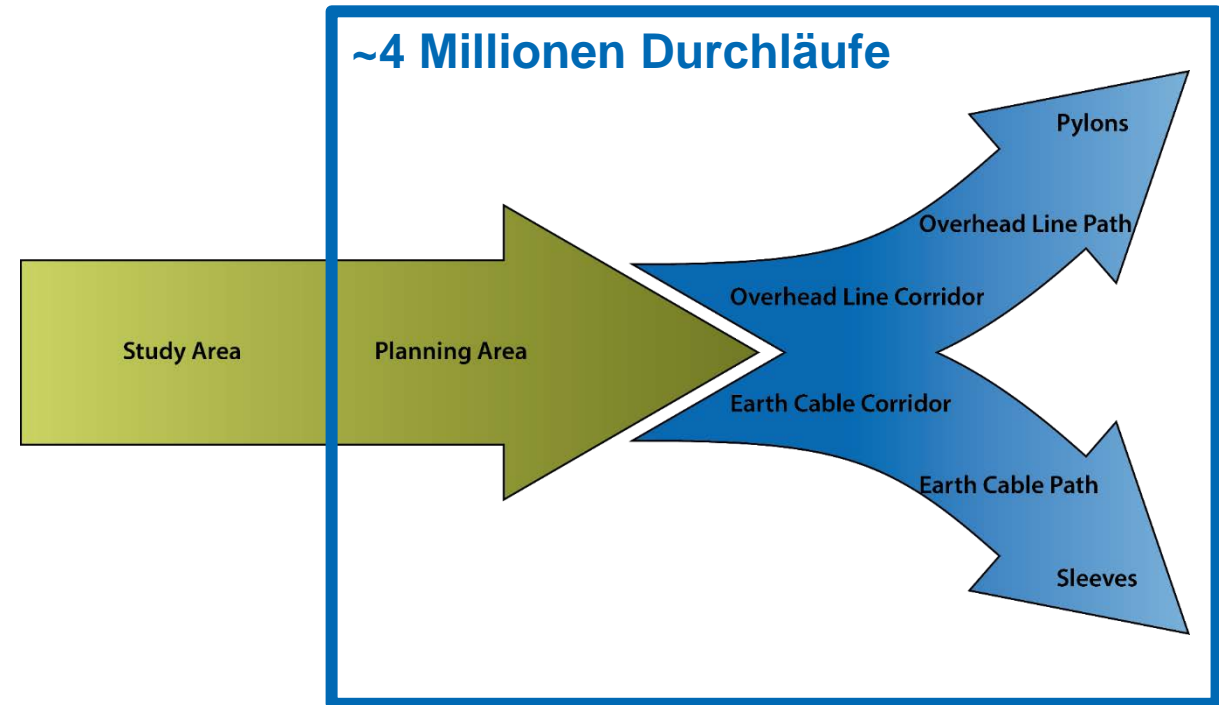 ~4 Millionen Durchläufe
Pylons
Overhead Line Path
Overhead Line Corridor
Study Area
Planning Area
Earth Cable Corridor
Earth Cable Path
Sleeves